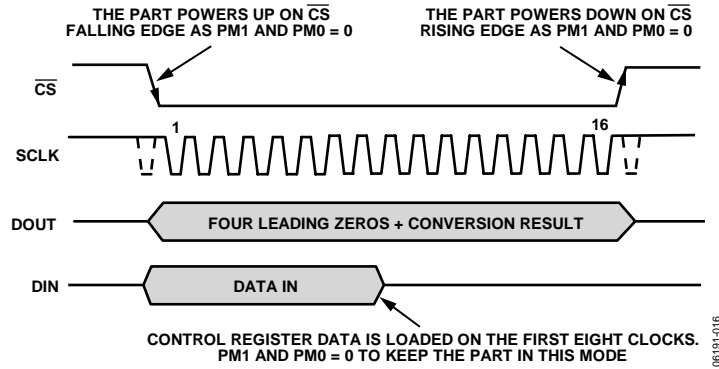 THE PART POWERS UP ON C̅S̅
FALLING EDGE AS PM1 AND PM0 = 0
THE PART POWERS DOWN ON C̅S̅
RISING EDGE AS PM1 AND PM0 = 0
C̅S̅
1
16
SCLK
DOUT
FOUR LEADING ZEROS + CONVERSION RESULT
DIN
DATA IN
CONTROL REGISTER DATA IS LOADED ON THE FIRST EIGHT CLOCKS.
PM1 AND PM0 = 0 TO KEEP THE PART IN THIS MODE
06191-016